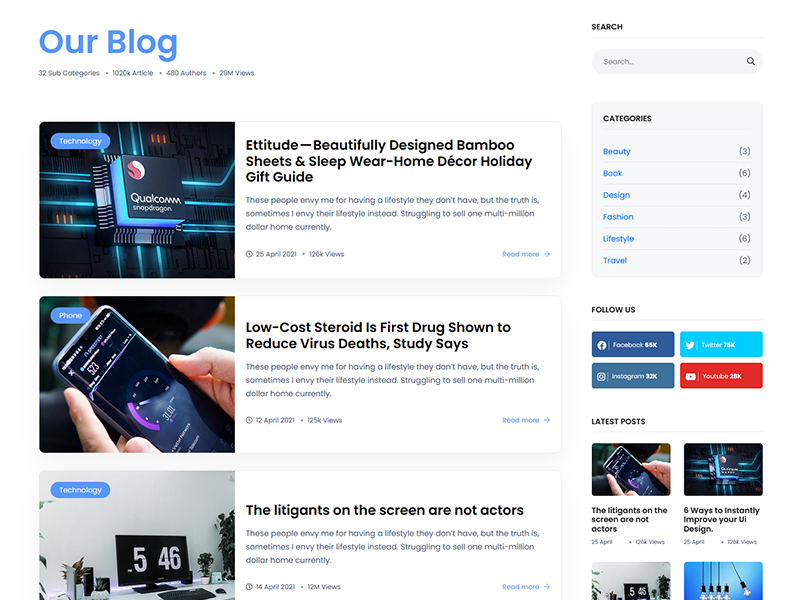 Our Blog
32 Sub Categories • 1020k Article • 480 Authors • 29M Views
Technology
Qualcomm
snapdragon
Ettitude — Beautifully Designed Bamboo
Sheets & Sleep Wear-Home Décor Holiday
Gift Guide
These people envy me for having a lifestyle they don't have, but the truth is,
sometimes I envy their lifestyle instead. Struggling to sell one multi-million
dollar home currently.
25 April 2021 • 126k Views
Read more →
Phone
SPEEDTEST
Low-Cost Steroid Is First Drug Shown to
Reduce Virus Deaths, Study Says
These people envy me for having a lifestyle they don't have, but the truth is,
sometimes I envy their lifestyle instead. Struggling to sell one multi-million
dollar home currently.
12 April 2021 • 125k Views
Read more →
Technology
5 46
The litigants on the screen are not actors
These people envy me for having a lifestyle they don't have, but the truth is,
sometimes I envy their lifestyle instead. Struggling to sell one multi-million
dollar home currently.
14 April 2021 • 12M Views
Read more →
SEARCH
Search...
CATEGORIES
Beauty (3)
Book (6)
Design (4)
Fashion (3)
Lifestyle (6)
Travel (2)
FOLLOW US
Facebook 65K
Twitter 75K
Instagram 32K
Youtube 28K
LATEST POSTS
The litigants on the
screen are not
actors
25 April • 126k Views
Qualcomm
6 Ways to Instantly
Improve your Ui
Design.
25 April • 126k Views
5 46